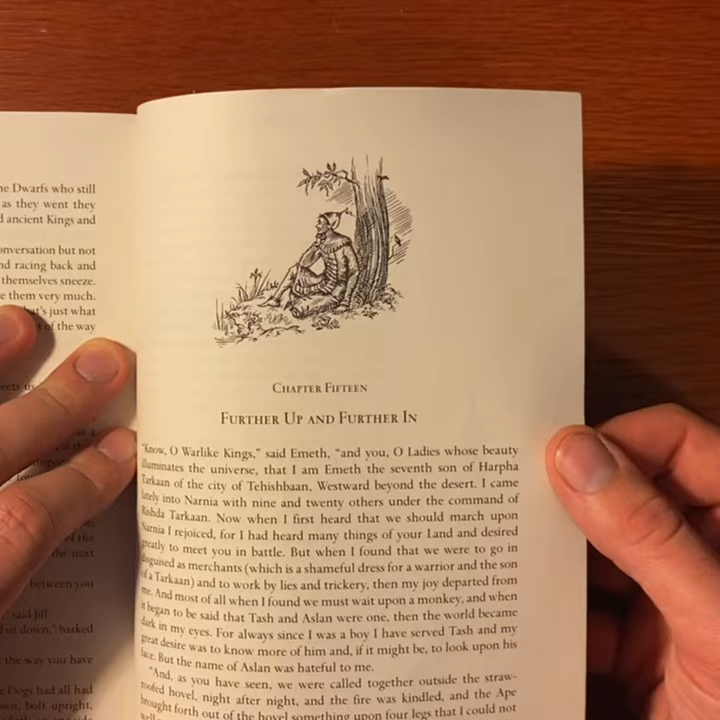 Dwarfs who still
as they went they
ancient Kings and
nversation but not
racing back and
themselves sneeze.
them very much.
just what
of the way
the next
between you
said Jill
sit down," barked
the way you have
Dogs had all had
bolt upright,
CHAPTER FIFTEEN
FURTHER UP AND FURTHER IN
"Know, O Warlike Kings," said Emeth, "and you, O Ladies whose beauty
illuminates the universe, that I am Emeth the seventh son of Harpha
Tarkaan of the city of Tehishbaan, Westward beyond the desert. I came
lately into Narnia with nine and twenty others under the command of
Rishda Tarkaan. Now when I first heard that we should march upon
Narnia I rejoiced, for I had heard many things of your Land and desired
greatly to meet you in battle. But when I found that we were to go in
disguised as merchants (which is a shameful dress for a warrior and the son
of a Tarkaan) and to work by lies and trickery, then my joy departed from
me. And most of all when I found we must wait upon a monkey, and when
it began to be said that Tash and Aslan were one, then the world became
dark in my eyes. For always since I was a boy I have served Tash and my
great desire was to know more of him and, if it might be, to look upon his
face. But the name of Aslan was hateful to me.
"And, as you have seen, we were called together outside the straw-
roofed hovel, night after night, and the fire was kindled, and the Ape
brought forth out of the hovel something upon four legs that I could not